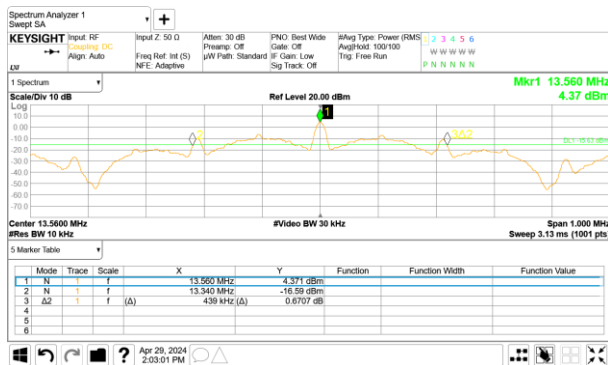 Spectrum Analyzer 1
Swept SA
KEYSIGHT Input: RF Input Z: 50 Ω Atten: 30 dB PNO: Best Wide #Avg Type: Power (RMS 1 2 3 4 5 6
Coupling: DC Preamp: Off Gate: Off Avg|Hold: 100/100 W W W W W W
Align: Auto Freq Ref: Int (S) µW Path: Standard IF Gain: Low Trig: Free Run P N N N N N
NFE: Adaptive Sig Track: Off
LXI
1 Spectrum Mkr1 13.560 MHz
Scale/Div 10 dB Ref Level 20.00 dBm 4.37 dBm
Log
1
10.0
0.00
2 3Δ2
-10.0
DL1 -15.63 dBm
-20.0
-30.0
-40.0
-50.0
-60.0
-70.0
Center 13.5600 MHz #Video BW 30 kHz Span 1.000 MHz
#Res BW 10 kHz Sweep 3.13 ms (1001 pts)
5 Marker Table
Mode Trace Scale X Y Function Function Width Function Value
1 N 1 f 13.560 MHz 4.371 dBm
2 N 1 f 13.340 MHz -16.59 dBm
3 Δ2 1 f (Δ) 439 kHz (Δ) 0.6707 dB
4
5
6
? Apr 29, 2024
2:03:01 PM